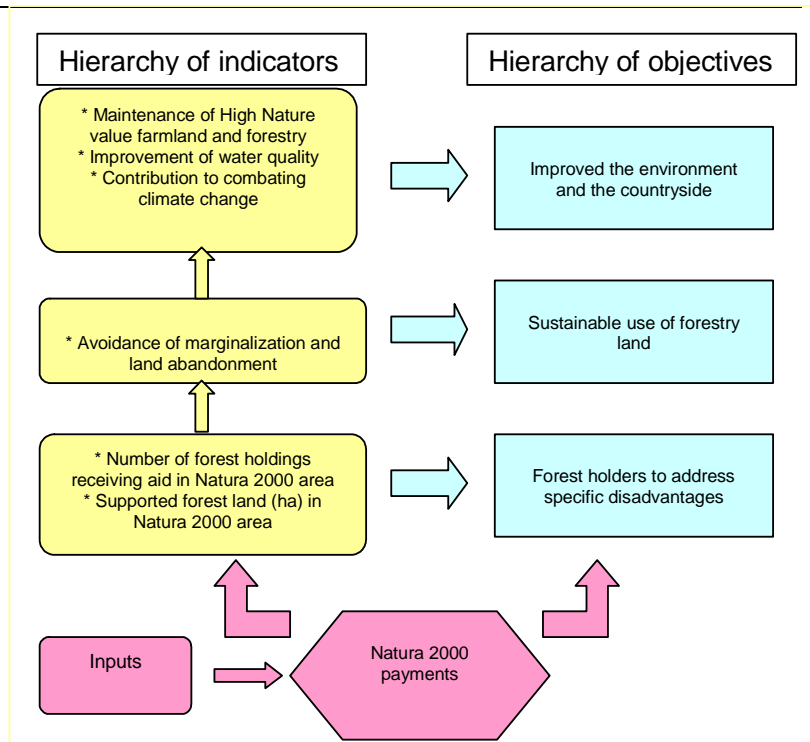 Hierarchy of indicators
Hierarchy of objectives
* Maintenance of High Nature
value farmland and forestry
* Improvement of water quality
* Contribution to combating
climate change
Improved the environment
and the countryside
* Avoidance of marginalization and
land abandonment
Sustainable use of forestry
land
* Number of forest holdings
receiving aid in Natura 2000 area
* Supported forest land (ha) in
Natura 2000 area
Forest holders to address
specific disadvantages
Inputs
Natura 2000
payments